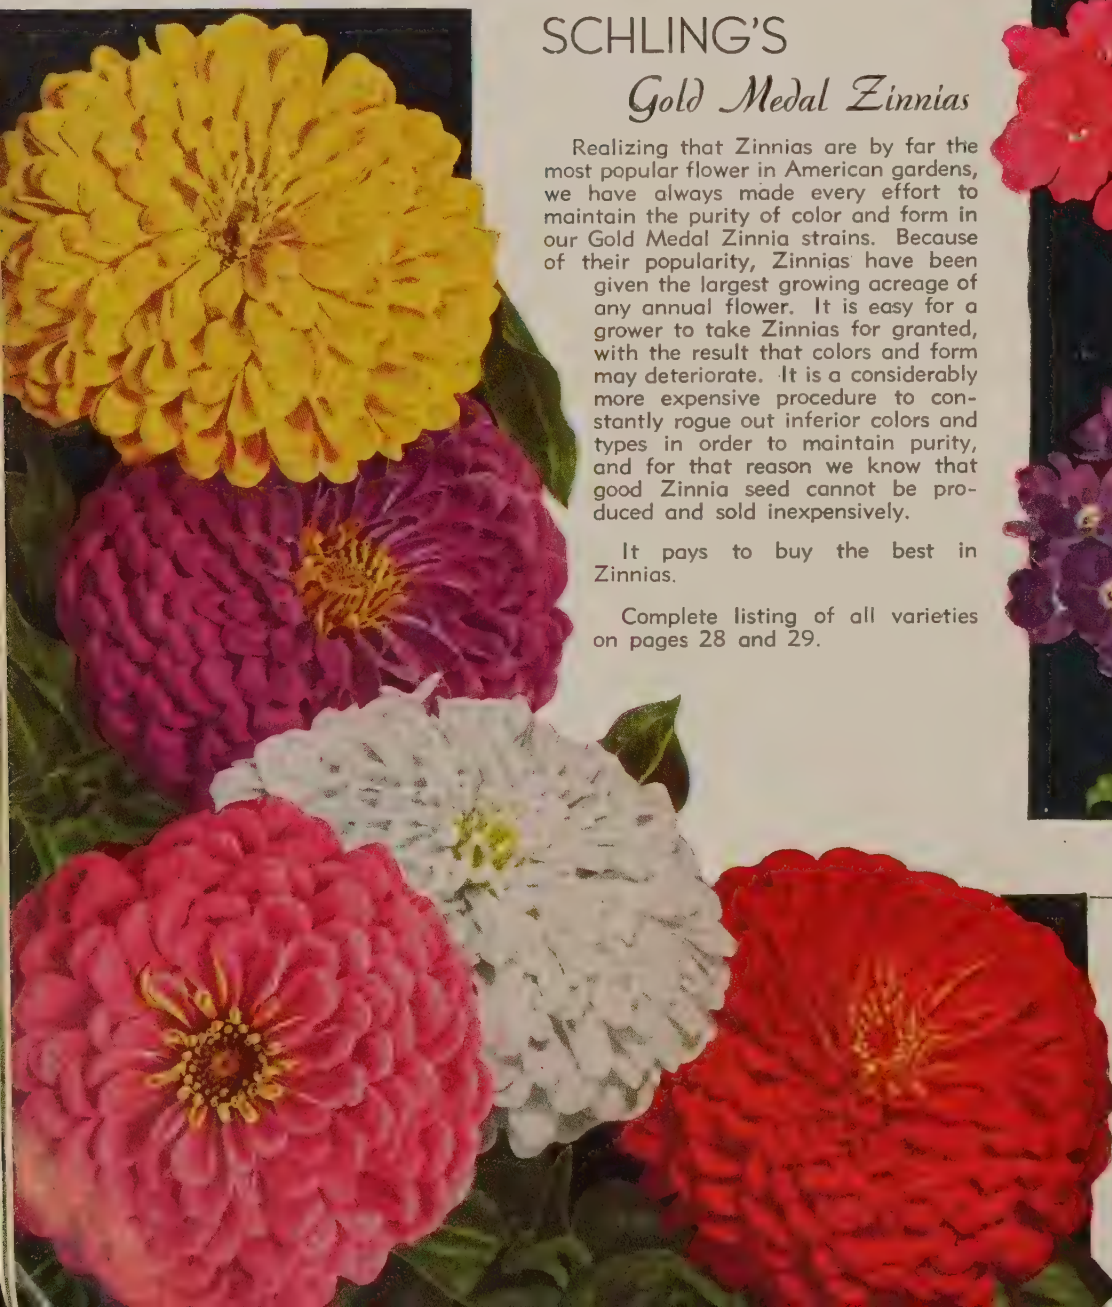 SCHLING'S
Gold Medal Zinnias
Realizing that Zinnias are by far the
most popular flower in American gardens,
we have always made every effort to
maintain the purity of color and form in
our Gold Medal Zinnia strains. Because
of their popularity, Zinnias have been
given the largest growing acreage of
any annual flower. It is easy for a
grower to take Zinnias for granted,
with the result that colors and form
may deteriorate. It is a considerably
more expensive procedure to con-
stantly rogue out inferior colors and
types in order to maintain purity,
and for that reason we know that
good Zinnia seed cannot be pro-
duced and sold inexpensively.
It pays to buy the best in
Zinnias.
Complete listing of all varieties
on pages 28 and 29.